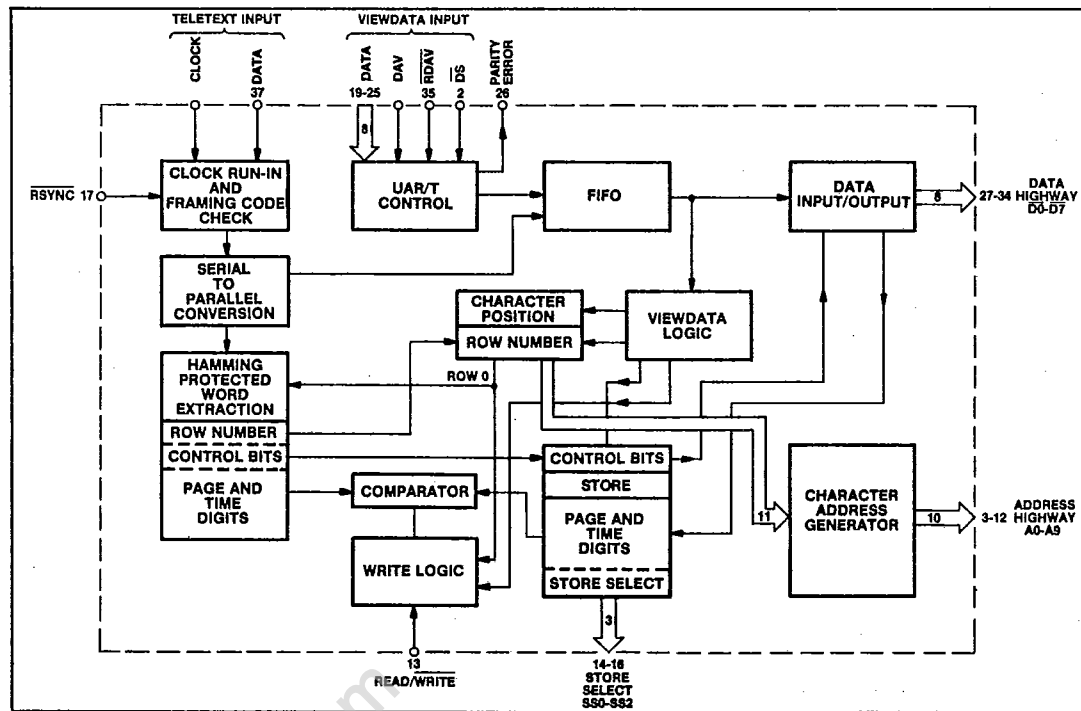 TELETEXT INPUT
VIEWDATA INPUT
CLOCK
DATA
37
DATA
19-25
DAV
RDAV
35
DS
2
PARITY
ERROR
26
8
RSYNC 17
CLOCK RUN-IN
AND
FRAMING CODE
CHECK
UAR/T
CONTROL
FIFO
DATA
INPUT/OUTPUT
8
27-34 DATA
HIGHWAY
D0-D7
SERIAL
TO
PARALLEL
CONVERSION
CHARACTER
POSITION
ROW NUMBER
VIEWDATA
LOGIC
HAMMING
PROTECTED
WORD
EXTRACTION
ROW NUMBER
CONTROL BITS
PAGE AND
TIME
DIGITS
ROW 0
COMPARATOR
WRITE LOGIC
CONTROL BITS
STORE
PAGE AND
TIME
DIGITS
STORE SELECT
11
CHARACTER
ADDRESS
GENERATOR
10
3-12 ADDRESS
HIGHWAY
A0-A9
3
13
READ/WRITE
14-16
STORE
SELECT
SS0-SS2